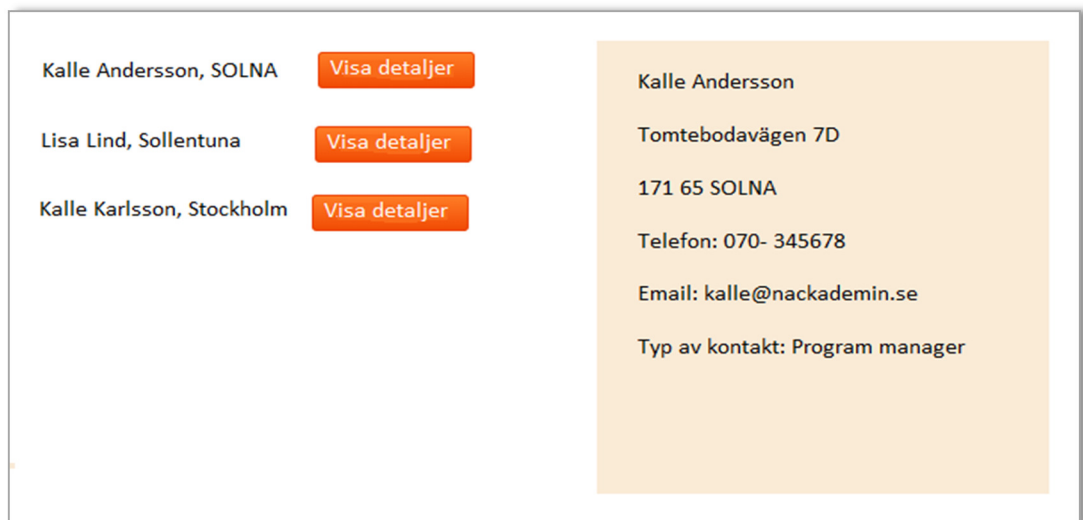 Kalle Andersson, SOLNA Visa detaljer
Lisa Lind, Sollentuna Visa detaljer
Kalle Karlsson, Stockholm Visa detaljer
Kalle Andersson
Tomtebodavägen 7D
171 65 SOLNA
Telefon: 070- 345678
Email: kalle@nackademin.se
Typ av kontakt: Program manager